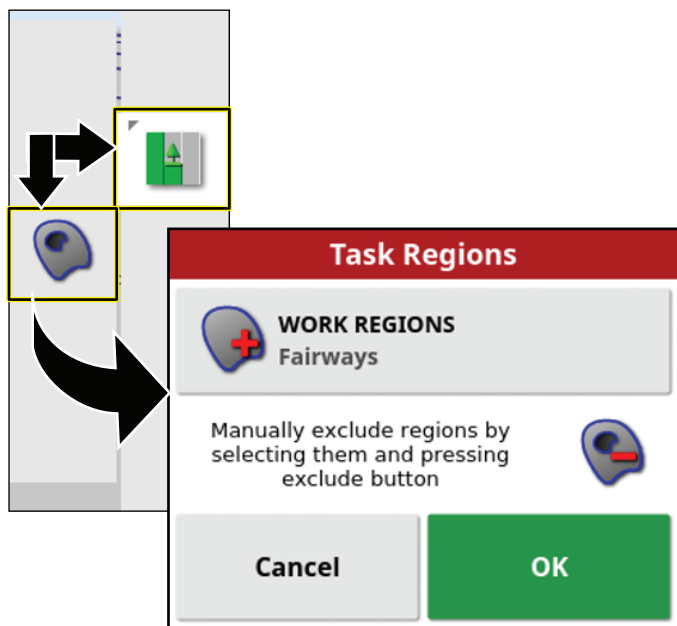 Task Regions
WORK REGIONS
Fairways
Manually exclude regions by
selecting them and pressing
exclude button
Cancel
OK